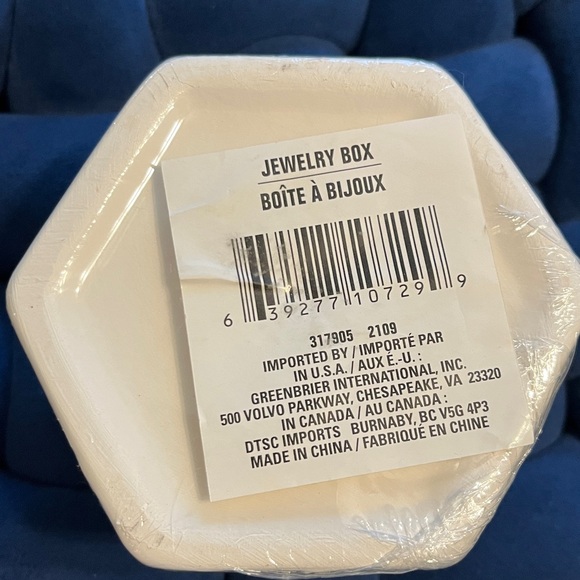 JEWELRY BOX
BOÎTE À BIJOUX
6 39277 10729 9
317905 2109
IMPORTED BY / IMPORTÉ PAR
IN U.S.A. / AUX É.-U. :
GREENBRIER INTERNATIONAL, INC.
500 VOLVO PARKWAY, CHESAPEAKE, VA 23320
IN CANADA / AU CANADA :
DTSC IMPORTS BURNABY, BC V5G 4P3
MADE IN CHINA / FABRIQUÉ EN CHINE